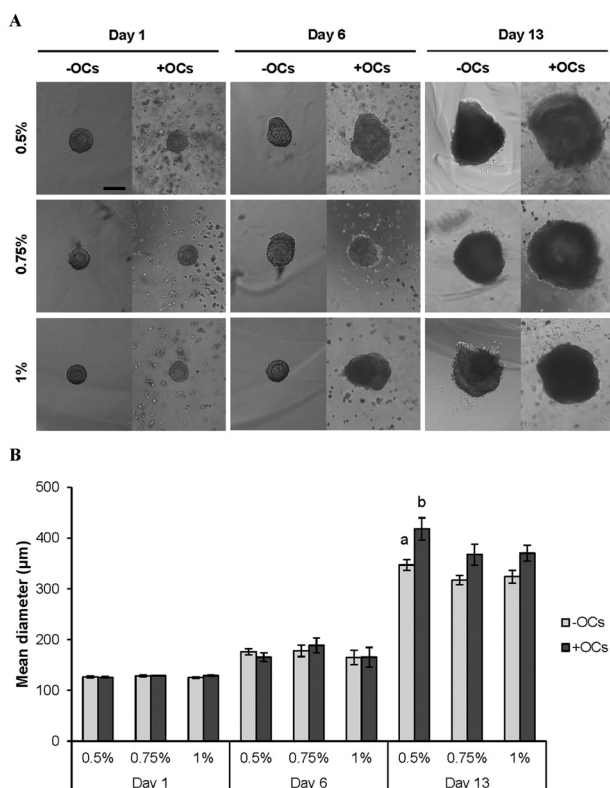 A
Day 1 Day 6 Day 13
-OCs +OCs -OCs +OCs -OCs +OCs
0.5%
0.75%
1%
B
Mean diameter (µm)
500
400
300
200
100
0
a
b
-OCs
+OCs
0.5% 0.75% 1% 0.5% 0.75% 1% 0.5% 0.75% 1%
Day 1 Day 6 Day 13